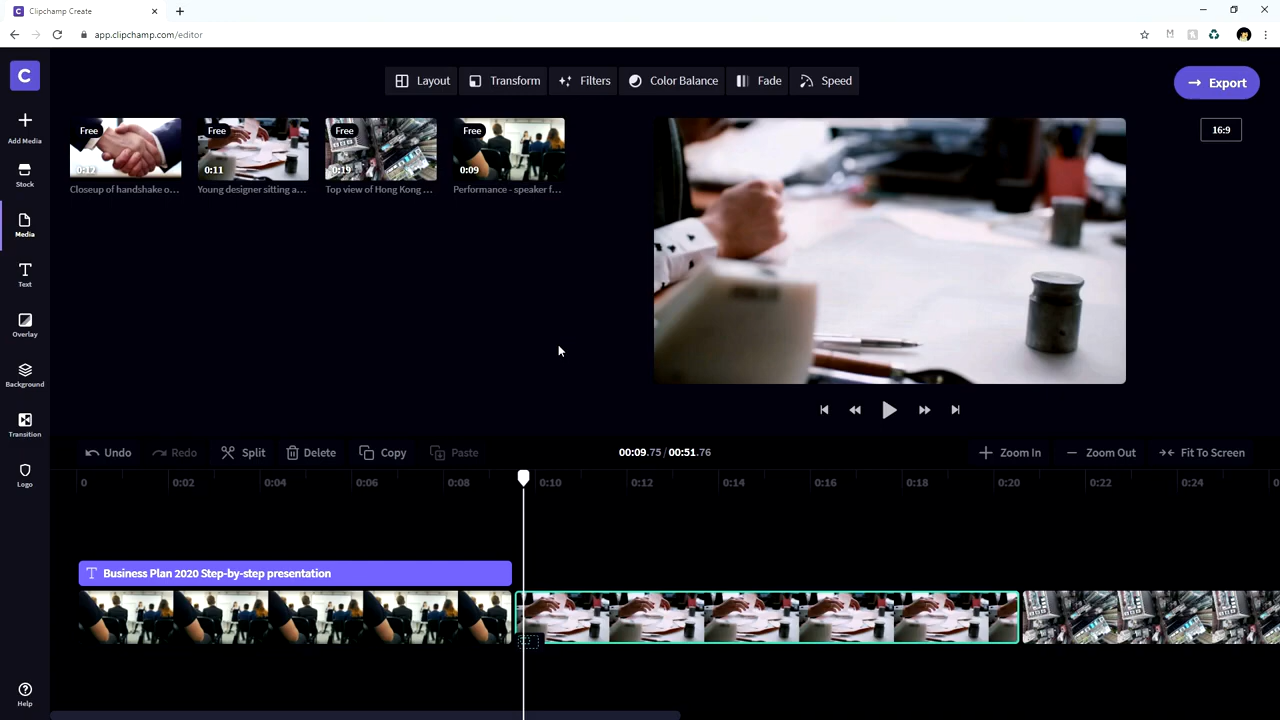 Clipchamp Create
app.clipchamp.com/editor
C
Layout
Transform
Filters
Color Balance
Fade
Speed
Export
16:9
Add Media
Stock
Media
Text
Overlay
Background
Transition
Logo
Help
Free
0:12
Closeup of handshake o...
Free
0:11
Young designer sitting a...
Free
0:19
Top view of Hong Kong ...
Free
0:09
Performance - speaker f...
Undo
Redo
Split
Delete
Copy
Paste
00:09.75 / 00:51.76
Zoom In
Zoom Out
Fit To Screen
0 0:02 0:04 0:06 0:08 0:10 0:12 0:14 0:16 0:18 0:20 0:22 0:24
T Business Plan 2020 Step-by-step presentation